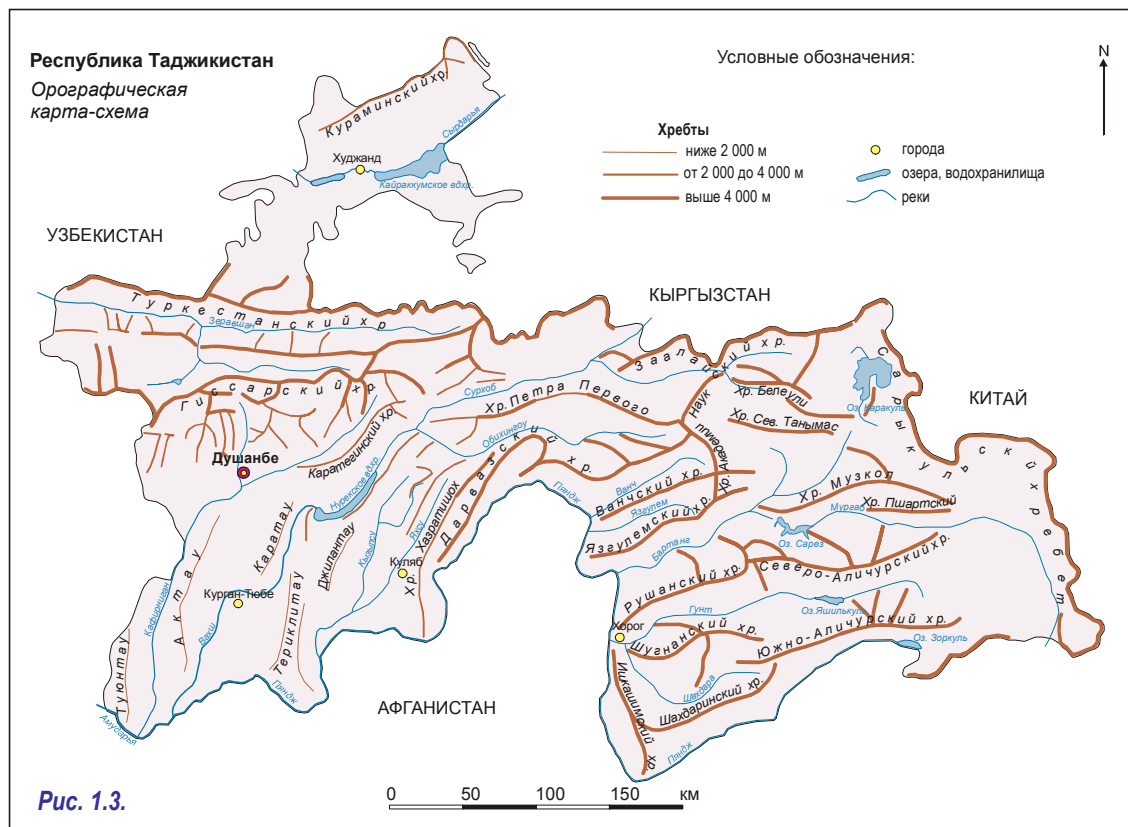 Республика Таджикистан
Орографическая
карта-схема
Условные обозначения:
N
Хребты
ниже 2 000 м
от 2 000 до 4 000 м
выше 4 000 м
города
озера, водохранилища
реки
Кураминский хр.
Сырдарья
Худжанд
Кайраккумское вдхр.
УЗБЕКИСТАН
КЫРГЫЗСТАН
КИТАЙ
АФГАНИСТАН
Туркестанский хр
Зеравшан
Гиссарский хр.
Заалайский хр.
Сарыкульский хребет
Хр. Белеули
Оз. Каракуль
Хр. Сев. Танымас
Хр. Академии Наук
Сурхоб
Хр. Петра Первого
Обихингоу
Каратегинский хр.
Душанбе
Нурекское вдхр.
Дарвазский хр.
Пяндж
Ванч
Ванчский хр.
Язгулем
Язгулемский хр.
Хр. Музкол
Хр. Пшартский
Мургаб
Оз. Сарез
Бартанг
Каратау
Джилантау
Кызылсу
Яхсу
Хр. Хазратишох
Куляб
Курган-Тюбе
Кафирниган
Актау
Вахш
Териклитау
Туюнтау
Пяндж
Амударья
Рушанский хр.
Северо-Аличурский хр.
Гунт
Оз.Яшилькуль
Хорог
Шугнанский хр.
Южно-Аличурский хр.
Оз. Зоркуль
Шахдара
Шахдаринский хр.
Ишкашимский хр
Пяндж
Рис. 1.3.
0 50 100 150 км